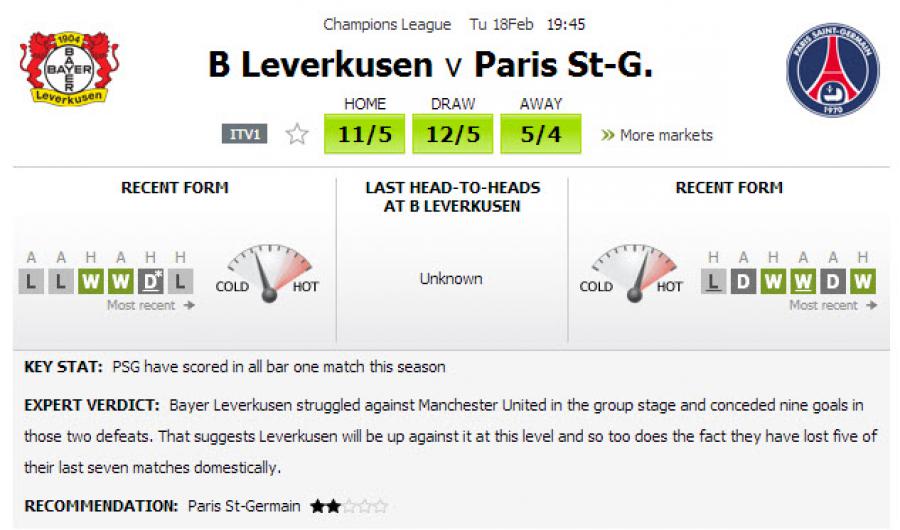 Champions League Tu 18Feb 19:45
1904
BAYER
BAYER
Leverkusen
B Leverkusen v Paris St-G.
PARIS SAINT-GERMAIN
1970
HOME DRAW AWAY
ITV1 11/5 12/5 5/4 » More markets
RECENT FORM
A A H A H H
L L W W D* L
Most recent →
COLD HOT
LAST HEAD-TO-HEADS
AT B LEVERKUSEN
Unknown
RECENT FORM
COLD HOT
H A H A A H
L D W W D W
Most recent →
KEY STAT: PSG have scored in all bar one match this season
EXPERT VERDICT: Bayer Leverkusen struggled against Manchester United in the group stage and conceded nine goals in
those two defeats. That suggests Leverkusen will be up against it at this level and so too does the fact they have lost five of
their last seven matches domestically.
RECOMMENDATION: Paris St-Germain ★★☆☆☆